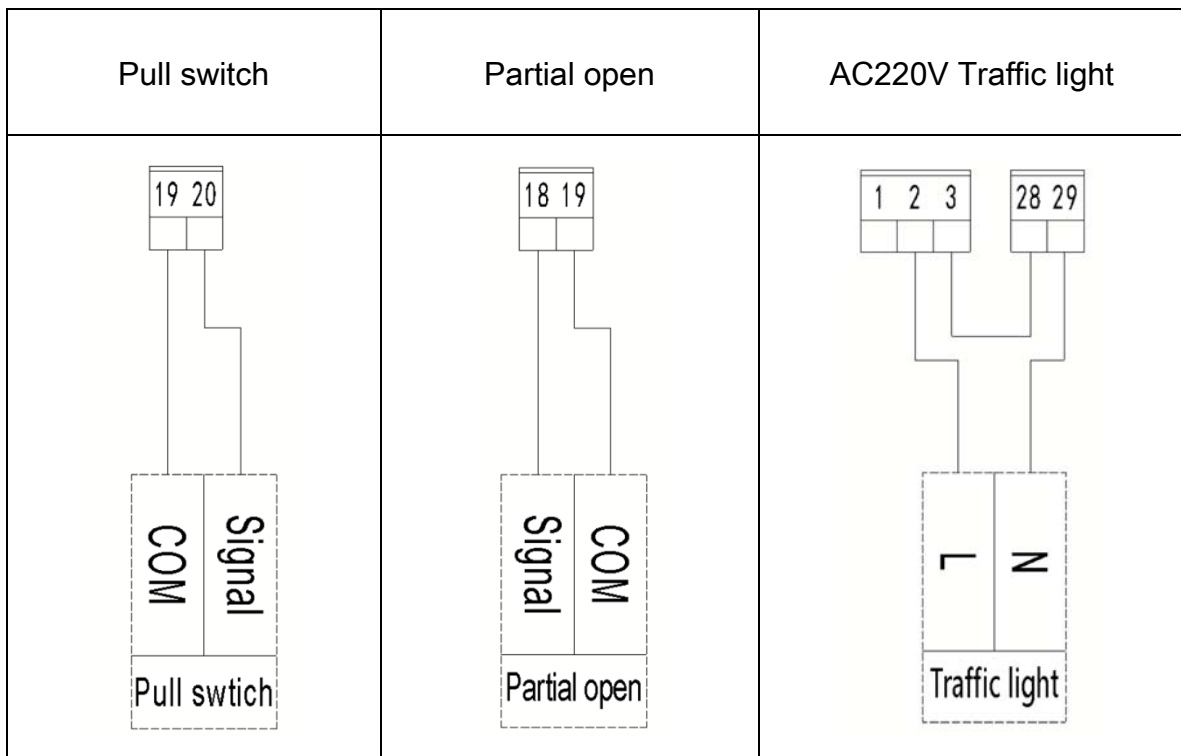 Pull switch
Partial open
AC220V Traffic light
19 20
18 19
1 2 3
28 29
COM
Signal
Signal
COM
L
N
Pull swtich
Partial open
Traffic light